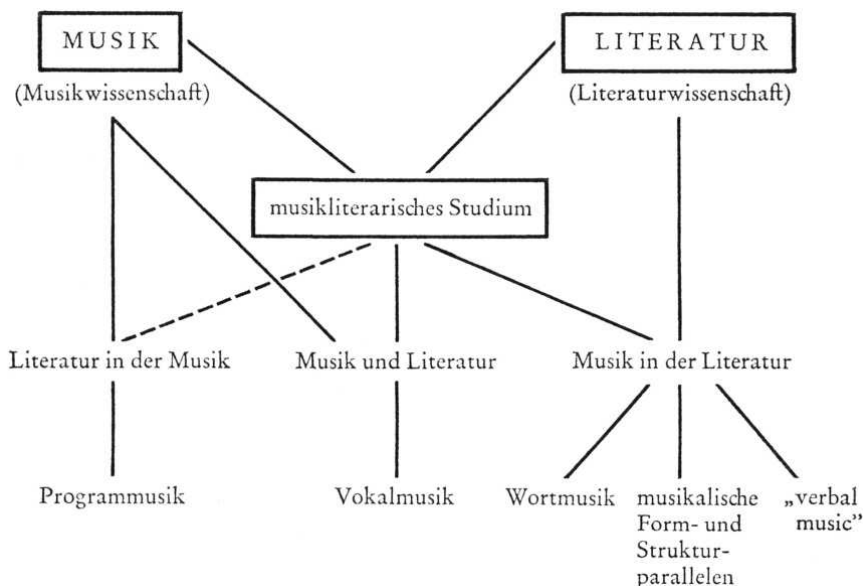 MUSIK
LITERATUR
(Musikwissenschaft)
(Literaturwissenschaft)
musikliterarisches Studium
Literatur in der Musik
Musik und Literatur
Musik in der Literatur
Programmusik
Vokalmusik
Wortmusik
musikalische
Form- und
Struktur-
parallelen
„verbal
music”